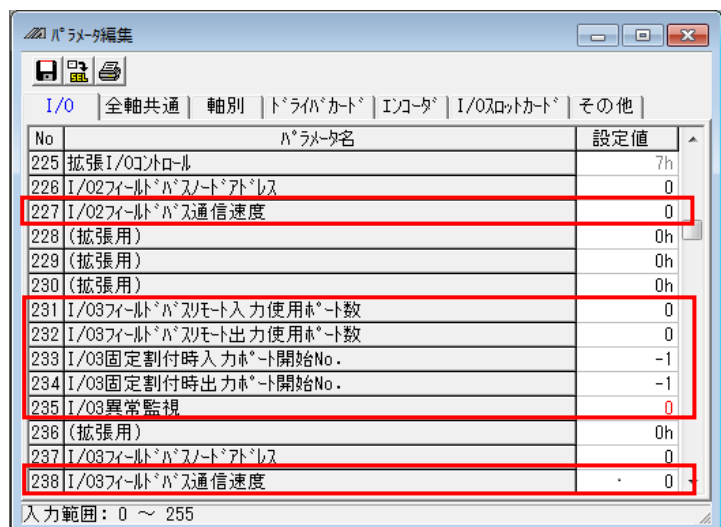 ﾊﾟﾗﾒｰﾀ編集
SEL
I/O 全軸共通 軸別 ﾄﾞﾗｲﾊﾞｶｰﾄﾞ ｴﾝｺｰﾀﾞ I/Oｽﾛｯﾄｶｰﾄﾞ その他
No ﾊﾟﾗﾒｰﾀ名 設定値
225 拡張I/Oｺﾝﾄﾛｰﾙ 7h
226 I/O2ﾌｨｰﾙﾄﾞﾊﾞｽﾉｰﾄﾞｱﾄﾞﾚｽ 0
227 I/O2ﾌｨｰﾙﾄﾞﾊﾞｽ通信速度 0
228 (拡張用) 0h
229 (拡張用) 0h
230 (拡張用) 0h
231 I/O3ﾌｨｰﾙﾄﾞﾊﾞｽﾘﾓｰﾄ入力使用ﾎﾟｰﾄ数 0
232 I/O3ﾌｨｰﾙﾄﾞﾊﾞｽﾘﾓｰﾄ出力使用ﾎﾟｰﾄ数 0
233 I/O3固定割付時入力ﾎﾟｰﾄ開始No. -1
234 I/O3固定割付時出力ﾎﾟｰﾄ開始No. -1
235 I/O3異常監視 0
236 (拡張用) 0h
237 I/O3ﾌｨｰﾙﾄﾞﾊﾞｽﾉｰﾄﾞｱﾄﾞﾚｽ 0
238 I/O3ﾌｨｰﾙﾄﾞﾊﾞｽ通信速度 0
入力範囲: 0 ～ 255